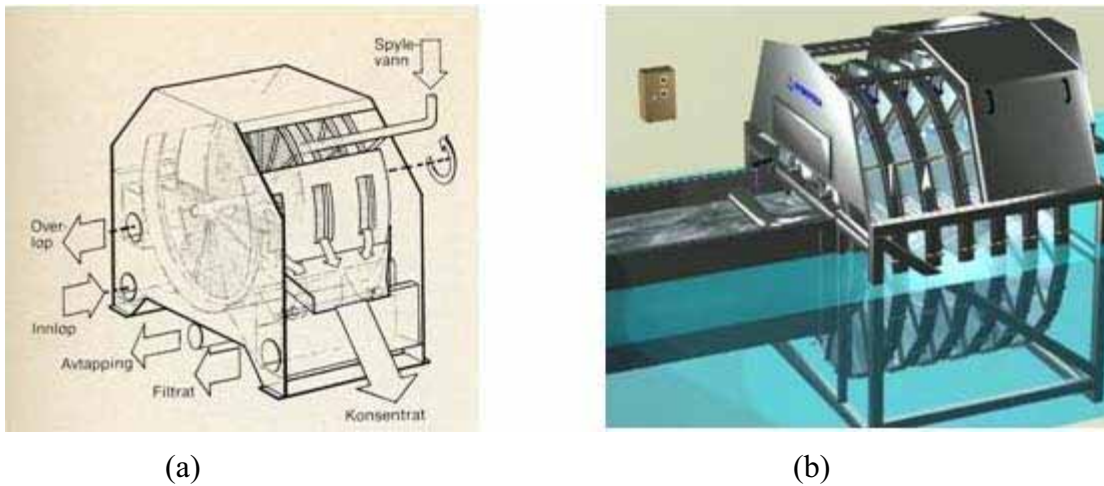 Spyle-
vann
Over-
løp
Innløp
Avtapping
Filtrat
Konsentrat
(a)
(b)